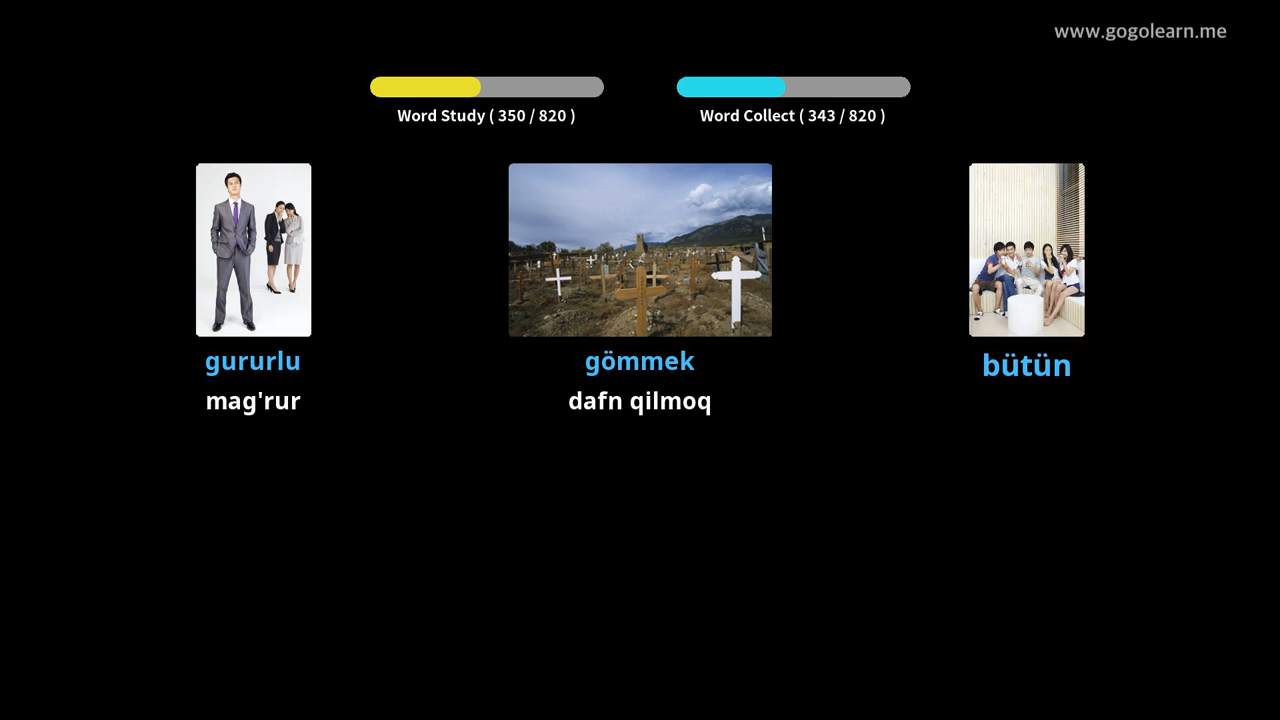 www.gogolearn.me
Word Study ( 350 / 820 )
Word Collect ( 343 / 820 )
gururlu
mag'rur
gömmek
dafn qilmoq
bütün